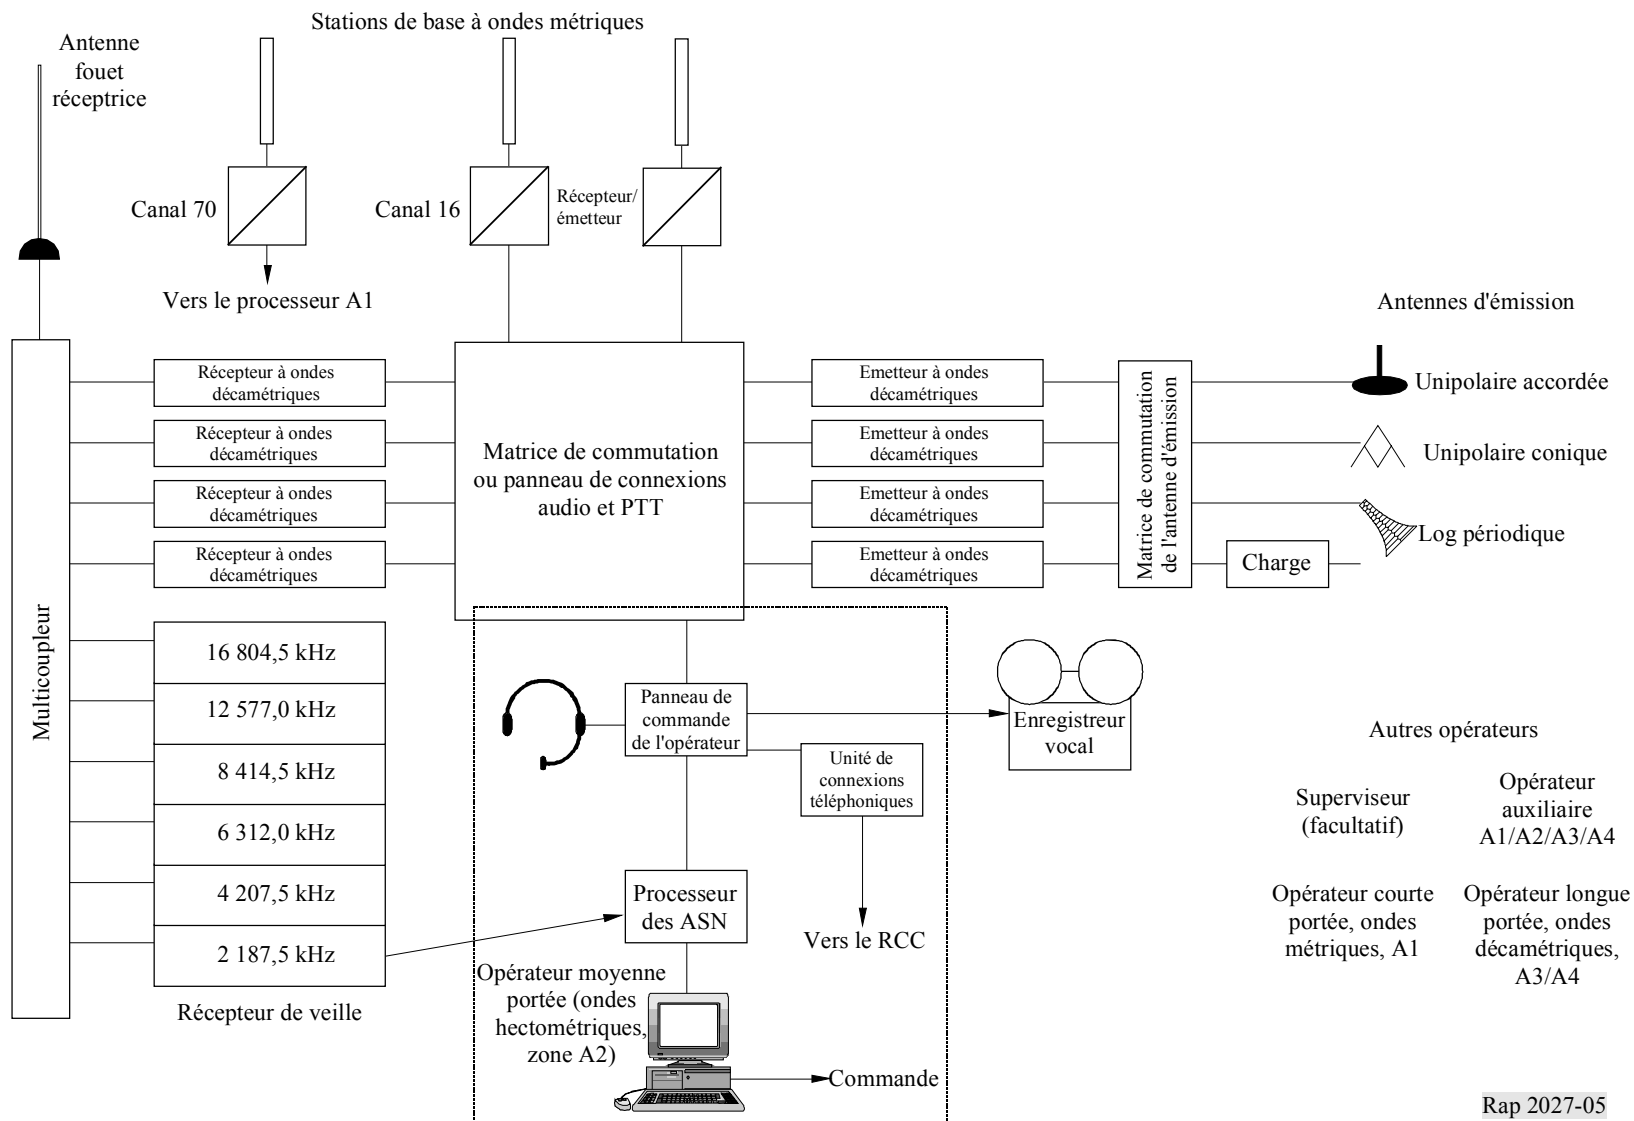 Stations de base à ondes métriques
Antenne
fouet
réceptrice
Canal 70
Canal 16
Récepteur/
émetteur
Vers le processeur A1
Antennes d'émission
Multicoupleur
Récepteur à ondes
décamétriques
Récepteur à ondes
décamétriques
Récepteur à ondes
décamétriques
Récepteur à ondes
décamétriques
Matrice de commutation
ou panneau de connexions
audio et PTT
Emetteur à ondes
décamétriques
Emetteur à ondes
décamétriques
Emetteur à ondes
décamétriques
Emetteur à ondes
décamétriques
Matrice de commutation
de l'antenne d'émission
Unipolaire accordée
Unipolaire conique
Log périodique
Charge
16 804,5 kHz
12 577,0 kHz
8 414,5 kHz
6 312,0 kHz
4 207,5 kHz
2 187,5 kHz
Récepteur de veille
Panneau de
commande
de l'opérateur
Enregistreur
vocal
Unité de
connexions
téléphoniques
Processeur
des ASN
Vers le RCC
Opérateur moyenne
portée (ondes
hectométriques,
zone A2)
Commande
Autres opérateurs
Superviseur
(facultatif)
Opérateur
auxiliaire
A1/A2/A3/A4
Opérateur courte
portée, ondes
métriques, A1
Opérateur longue
portée, ondes
décamétriques,
A3/A4
Rap 2027-05